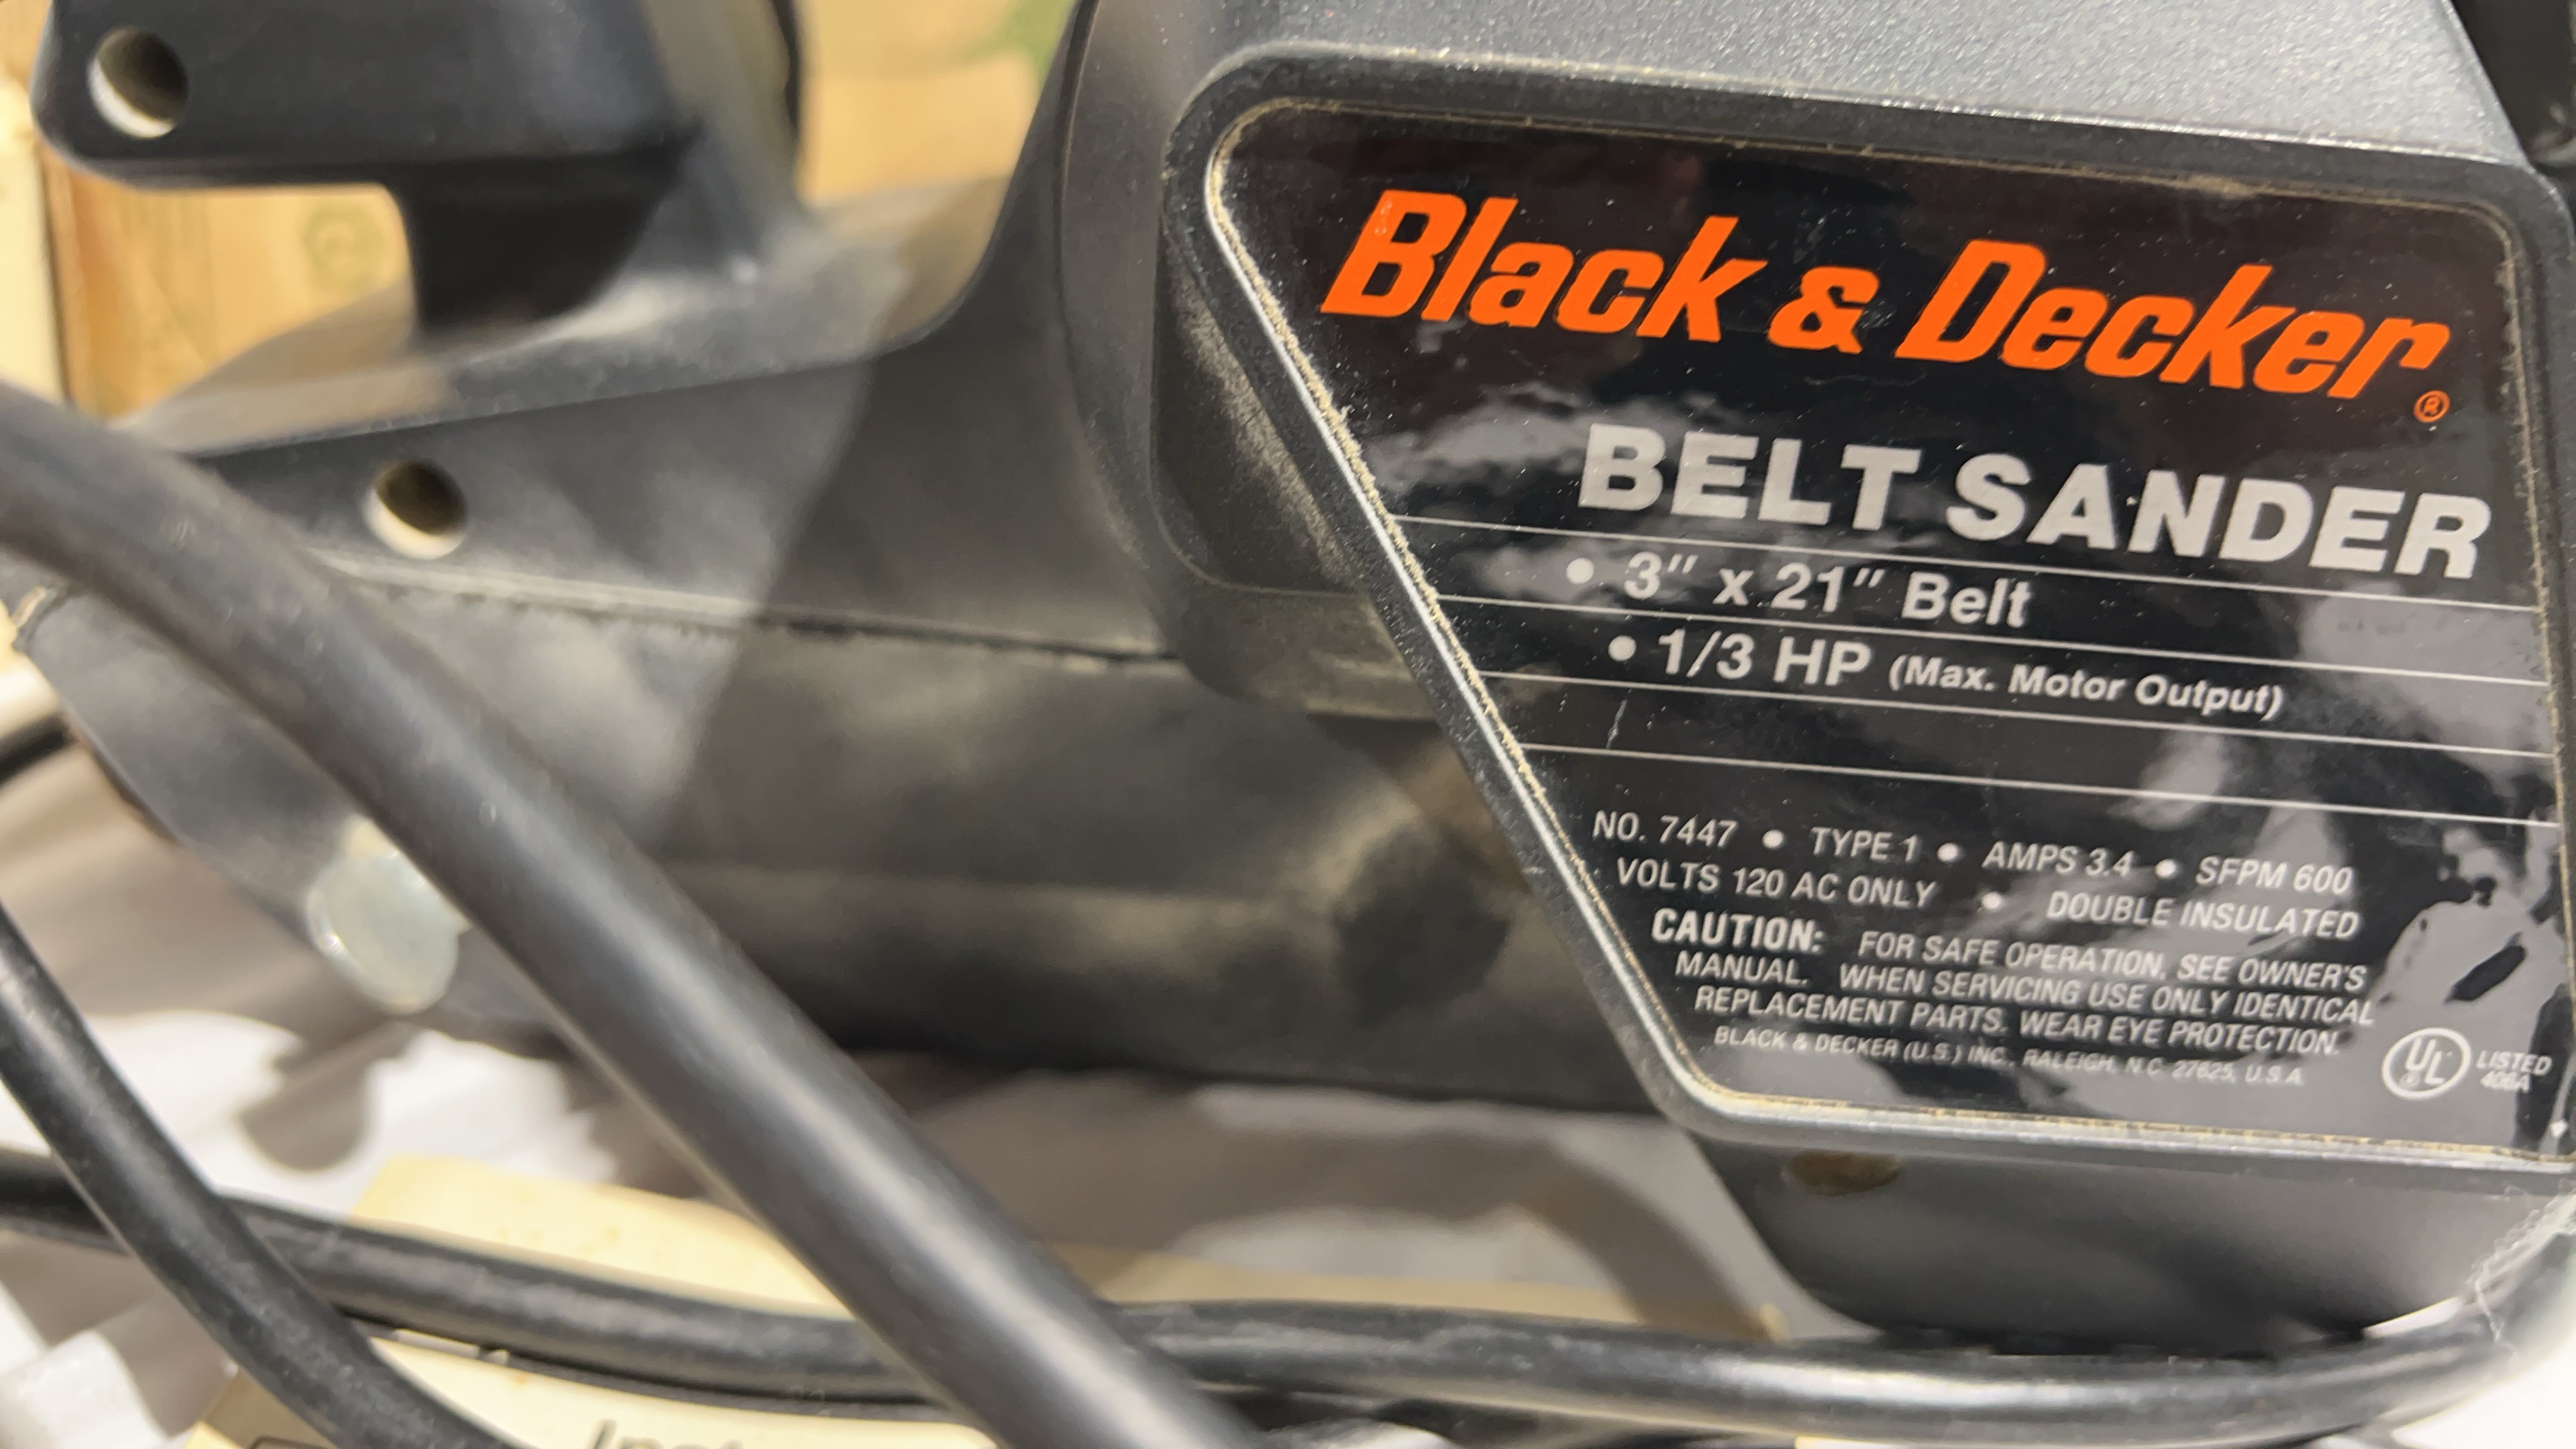 Black & Decker®
BELT SANDER
• 3" x 21" Belt
• 1/3 HP (Max. Motor Output)
NO. 7447 • TYPE 1 • AMPS 3.4 • SFPM 600
VOLTS 120 AC ONLY • DOUBLE INSULATED
CAUTION: FOR SAFE OPERATION, SEE OWNER'S
MANUAL. WHEN SERVICING USE ONLY IDENTICAL
REPLACEMENT PARTS. WEAR EYE PROTECTION.
BLACK & DECKER (U.S.) INC., RALEIGH, N.C. 27625, U.S.A.
UL® LISTED
406A